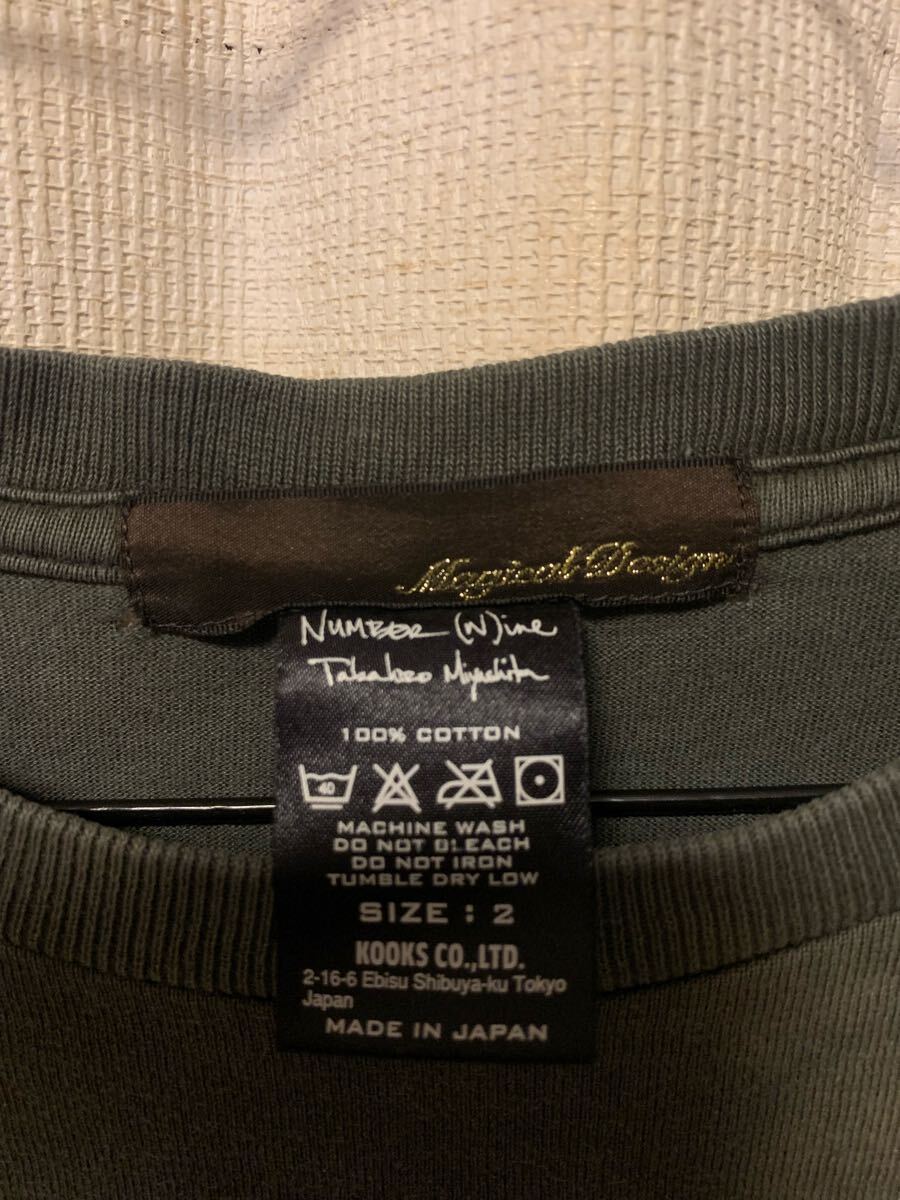 Magical Design
NUMBER (N)ine
Takahiro Miyashita
100% COTTON
40
MACHINE WASH
DO NOT BLEACH
DO NOT IRON
TUMBLE DRY LOW
SIZE : 2
KOOKS CO.,LTD.
2-16-6 Ebisu Shibuya-ku Tokyo
Japan
MADE IN JAPAN